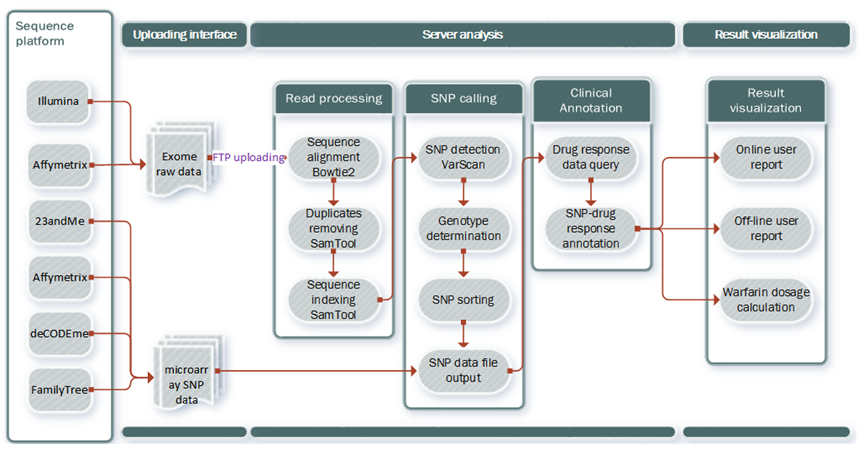 Sequence
platform
Uploading interface
Server analysis
Result visualization
Illumina
Affymetrix
23andMe
Affymetrix
deCODEme
FamilyTree
Exome
raw data
FTP uploading
microarr
ay SNP
data
Read processing
Sequence
alignment
Bowtie2
Duplicates
removing
SamTool
Sequence
indexing
SamTool
SNP calling
SNP detection
VarScan
Genotype
determination
SNP sorting
SNP data file
output
Clinical
Annotation
Drug response
data query
SNP-drug
response
annotation
Result
visualization
Online user
report
Off-line user
report
Warfarin dosage
calculation